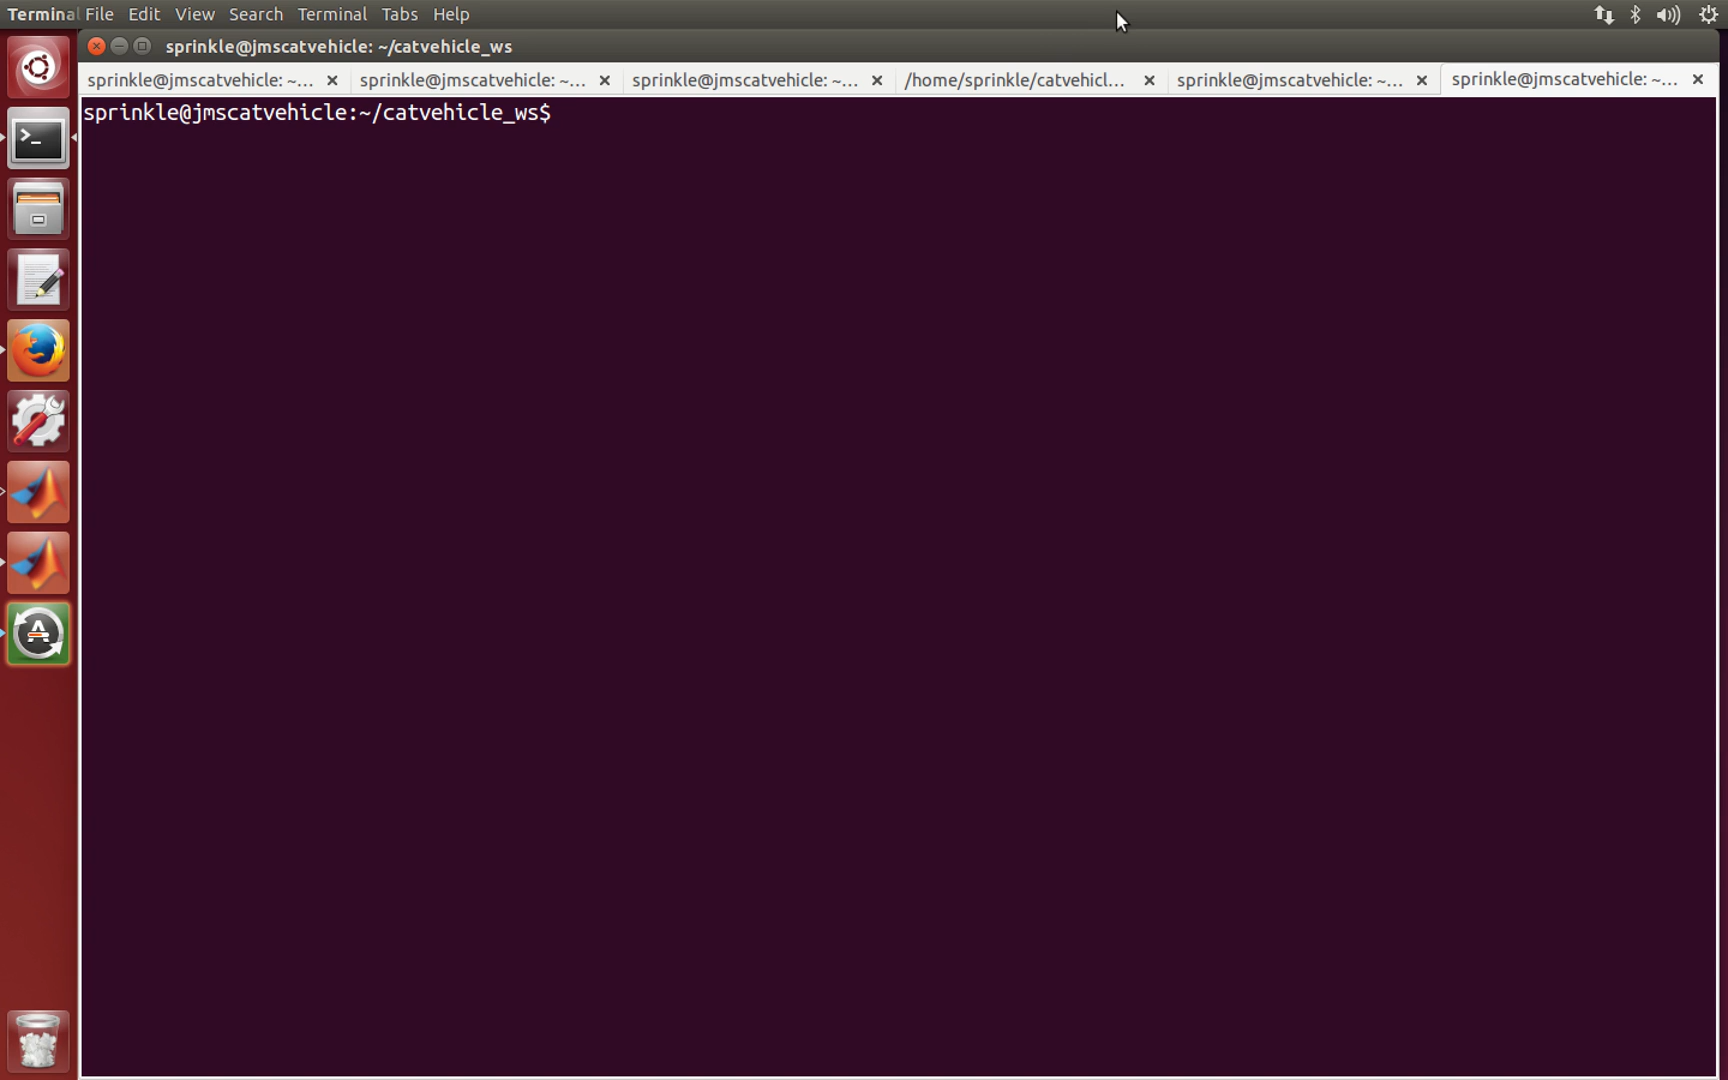 Terminal File Edit View Search Terminal Tabs Help
sprinkle@jmscatvehicle: ~/catvehicle_ws
sprinkle@jmscatvehicle: ~... sprinkle@jmscatvehicle: ~... sprinkle@jmscatvehicle: ~... /home/sprinkle/catvehicl... sprinkle@jmscatvehicle: ~... sprinkle@jmscatvehicle: ~...
sprinkle@jmscatvehicle:~/catvehicle_ws$